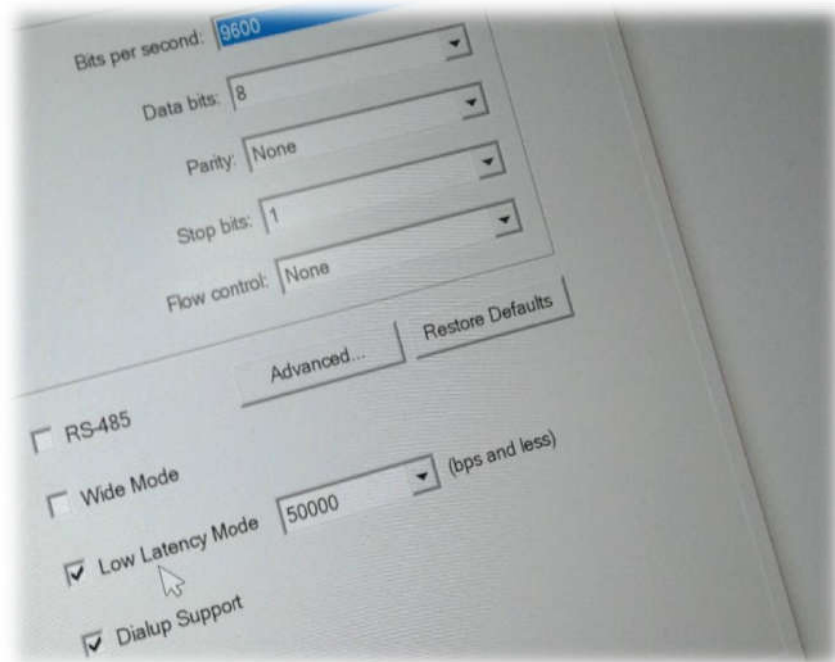 Bits per second: 9600
Data bits: 8
Parity: None
Stop bits: 1
Flow control: None
Advanced... Restore Defaults
RS-485
Wide Mode
Low Latency Mode 50000 (bps and less)
Dialup Support